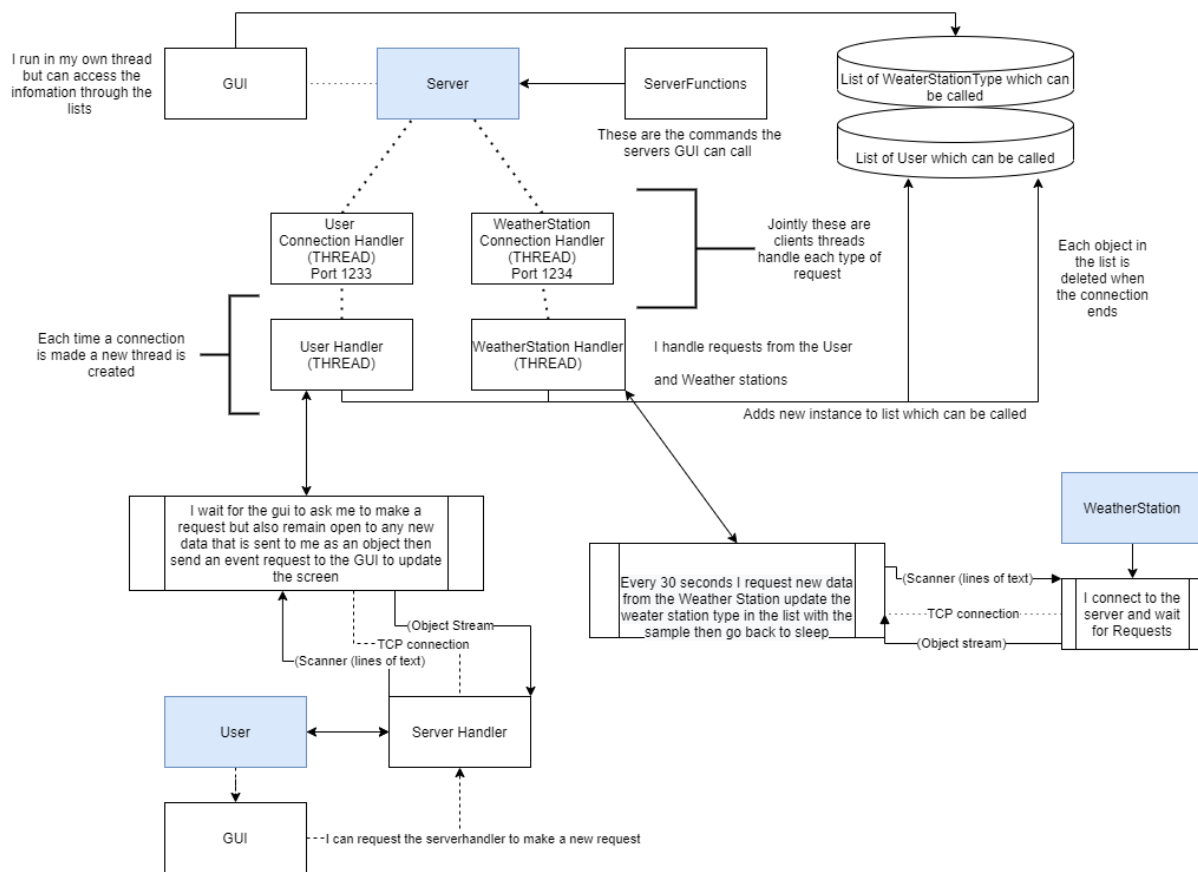 I run in my own thread
but can access the
infomation through the
lists
GUI
Server
ServerFunctions
These are the commands the
servers GUI can call
List of WeaterStationType which can
be called
List of User which can be called
User
Connection Handler
(THREAD)
Port 1233
WeatherStation
Connection Handler
(THREAD)
Port 1234
Jointly these are
clients threads
handle each type of
request
Each object in
the list is
deleted when
the connection
ends
Each time a connection
is made a new thread is
created
User Handler
(THREAD)
WeatherStation Handler
(THREAD)
I handle requests from the User
and Weather stations
Adds new instance to list which can be called
I wait for the gui to ask me to make a
request but also remain open to any new
data that is sent to me as an object then
send an event request to the GUI to update
the screen
Every 30 seconds I request new data
from the Weather Station update the
weater station type in the list with the
sample then go back to sleep
WeatherStation
(Scanner (lines of text)
TCP connection
(Object stream)
I connect to the
server and wait
for Requests
(Object Stream
TCP connection
(Scanner (lines of text)
User
Server Handler
GUI
I can request the serverhandler to make a new request